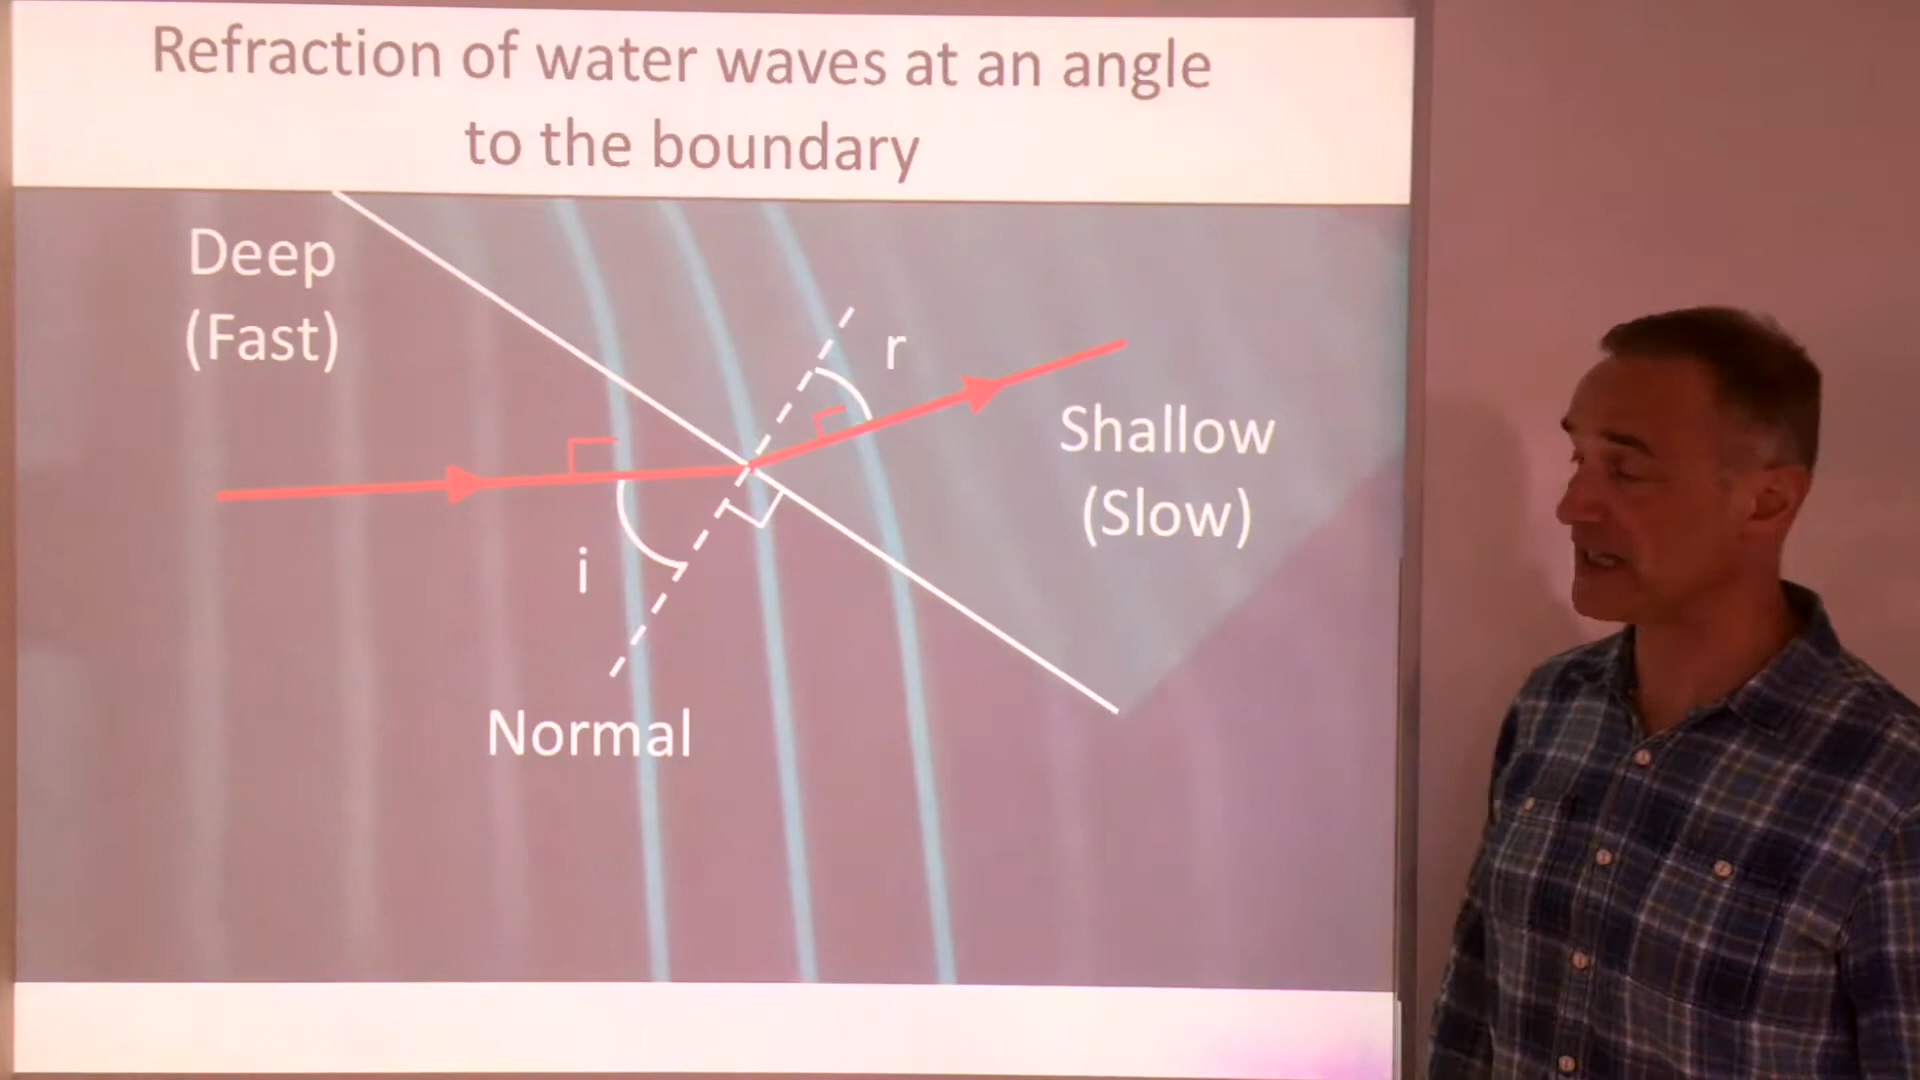 Refraction of water waves at an angle
to the boundary
Deep
(Fast)
r
Shallow
(Slow)
i
Normal